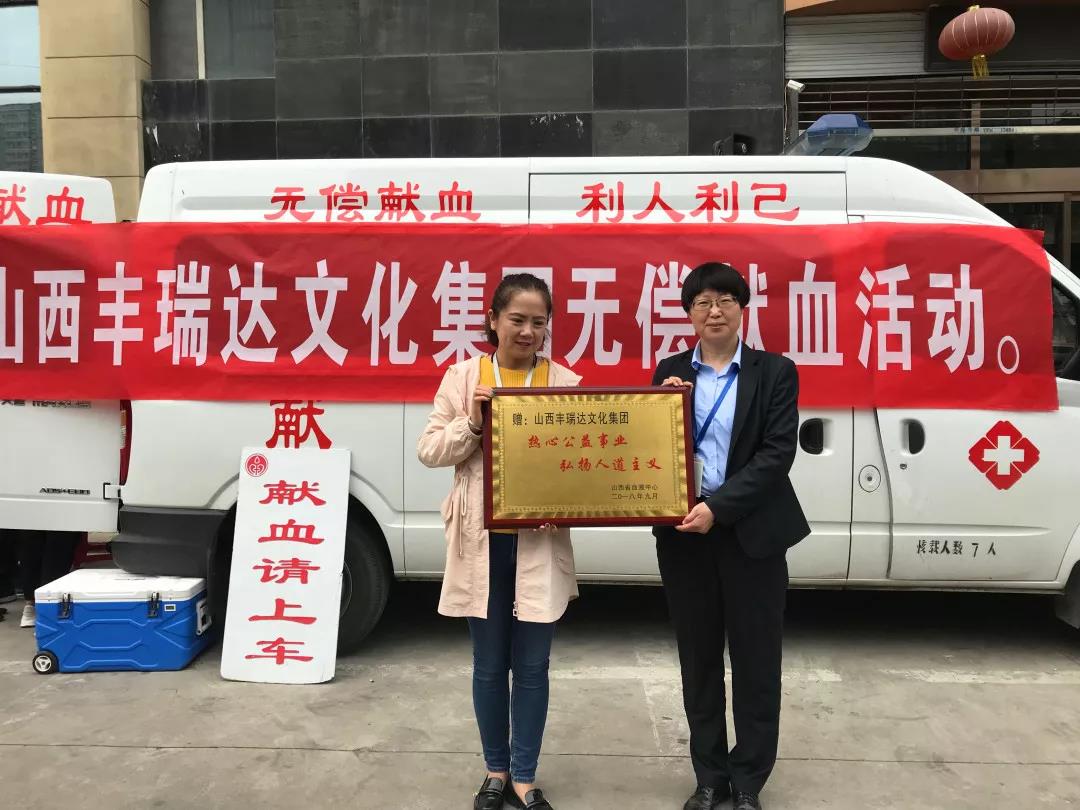 献血
无偿献血 利人利己
山西丰瑞达文化集团无偿献血活动。
献
献血请上车
赠：山西丰瑞达文化集团
热心公益事业
弘扬人道主义
山西省血液中心
二〇一八年九月
核载人数 7 人